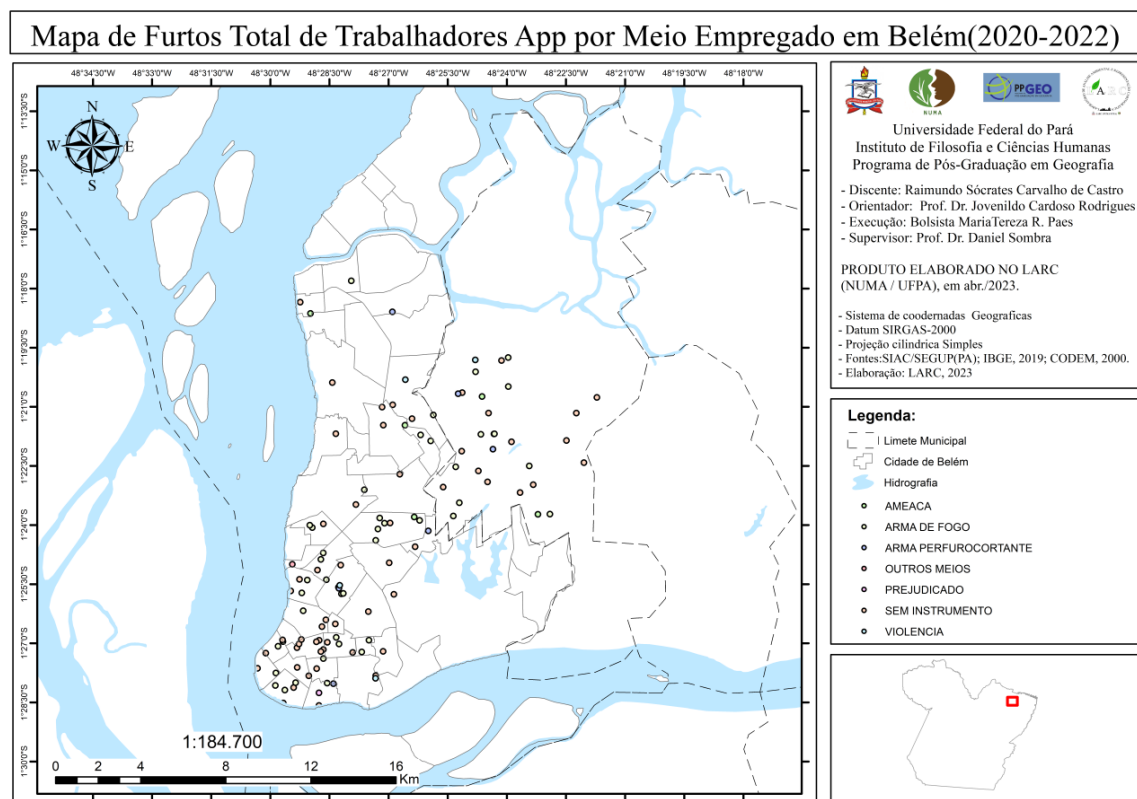 Mapa de Furtos Total de Trabalhadores App por Meio Empregado em Belém(2020-2022)
48°34'30"S 48°33'0"S 48°31'30"S 48°30'0"S 48°28'30"S 48°27'0"S 48°25'30"S 48°24'0"S 48°22'30"S 48°21'0"S 48°19'30"S 48°18'0"S
1°13'30"S
1°15'0"S
1°16'30"S
1°18'0"S
1°19'30"S
1°21'0"S
1°22'30"S
1°24'0"S
1°25'30"S
1°27'0"S
1°28'30"S
1°30'0"S
N
W E
S
1:184.700
0 2 4 8 12 16
Km
NUMA
PPGEO
Universidade Federal do Pará
Instituto de Filosofia e Ciências Humanas
Programa de Pós-Graduação em Geografia
- Discente: Raimundo Sócrates Carvalho de Castro
- Orientador: Prof. Dr. Jovenildo Cardoso Rodrigues
- Execução: Bolsista MariaTereza R. Paes
- Supervisor: Prof. Dr. Daniel Sombra
PRODUTO ELABORADO NO LARC
(NUMA / UFPA), em abr./2023.
- Sistema de coodernadas Geograficas
- Datum SIRGAS-2000
- Projeção cilíndrica Simples
- Fontes:SIAC/SEGUP(PA); IBGE, 2019; CODEM, 2000.
- Elaboração: LARC, 2023
Legenda:
Limete Municipal
Cidade de Belém
Hidrografia
AMEACA
ARMA DE FOGO
ARMA PERFUROCORTANTE
OUTROS MEIOS
PREJUDICADO
SEM INSTRUMENTO
VIOLENCIA